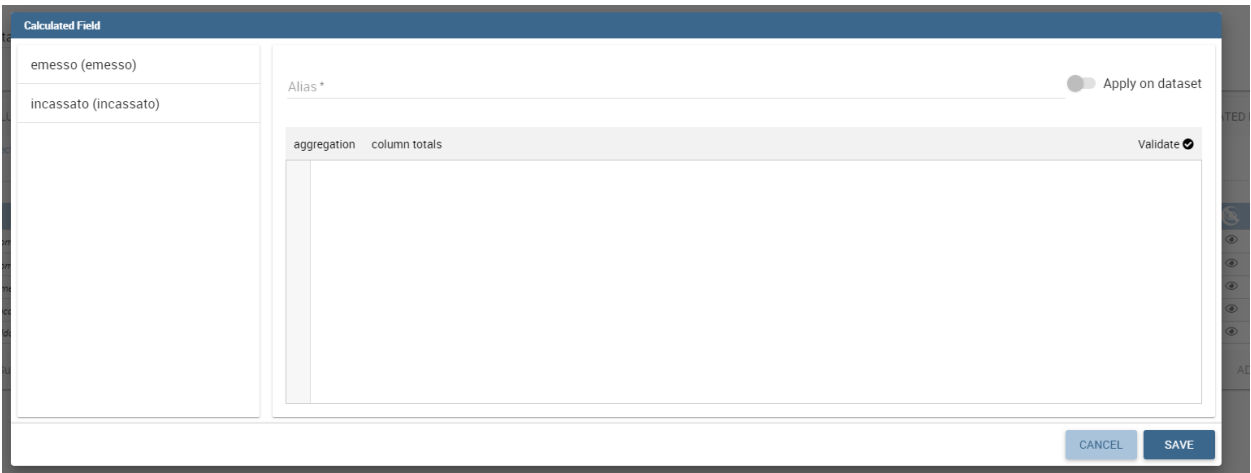 Calculated Field
emesso (emesso)
incassato (incassato)
Alias *
Apply on dataset
aggregation column totals
Validate
CANCEL SAVE